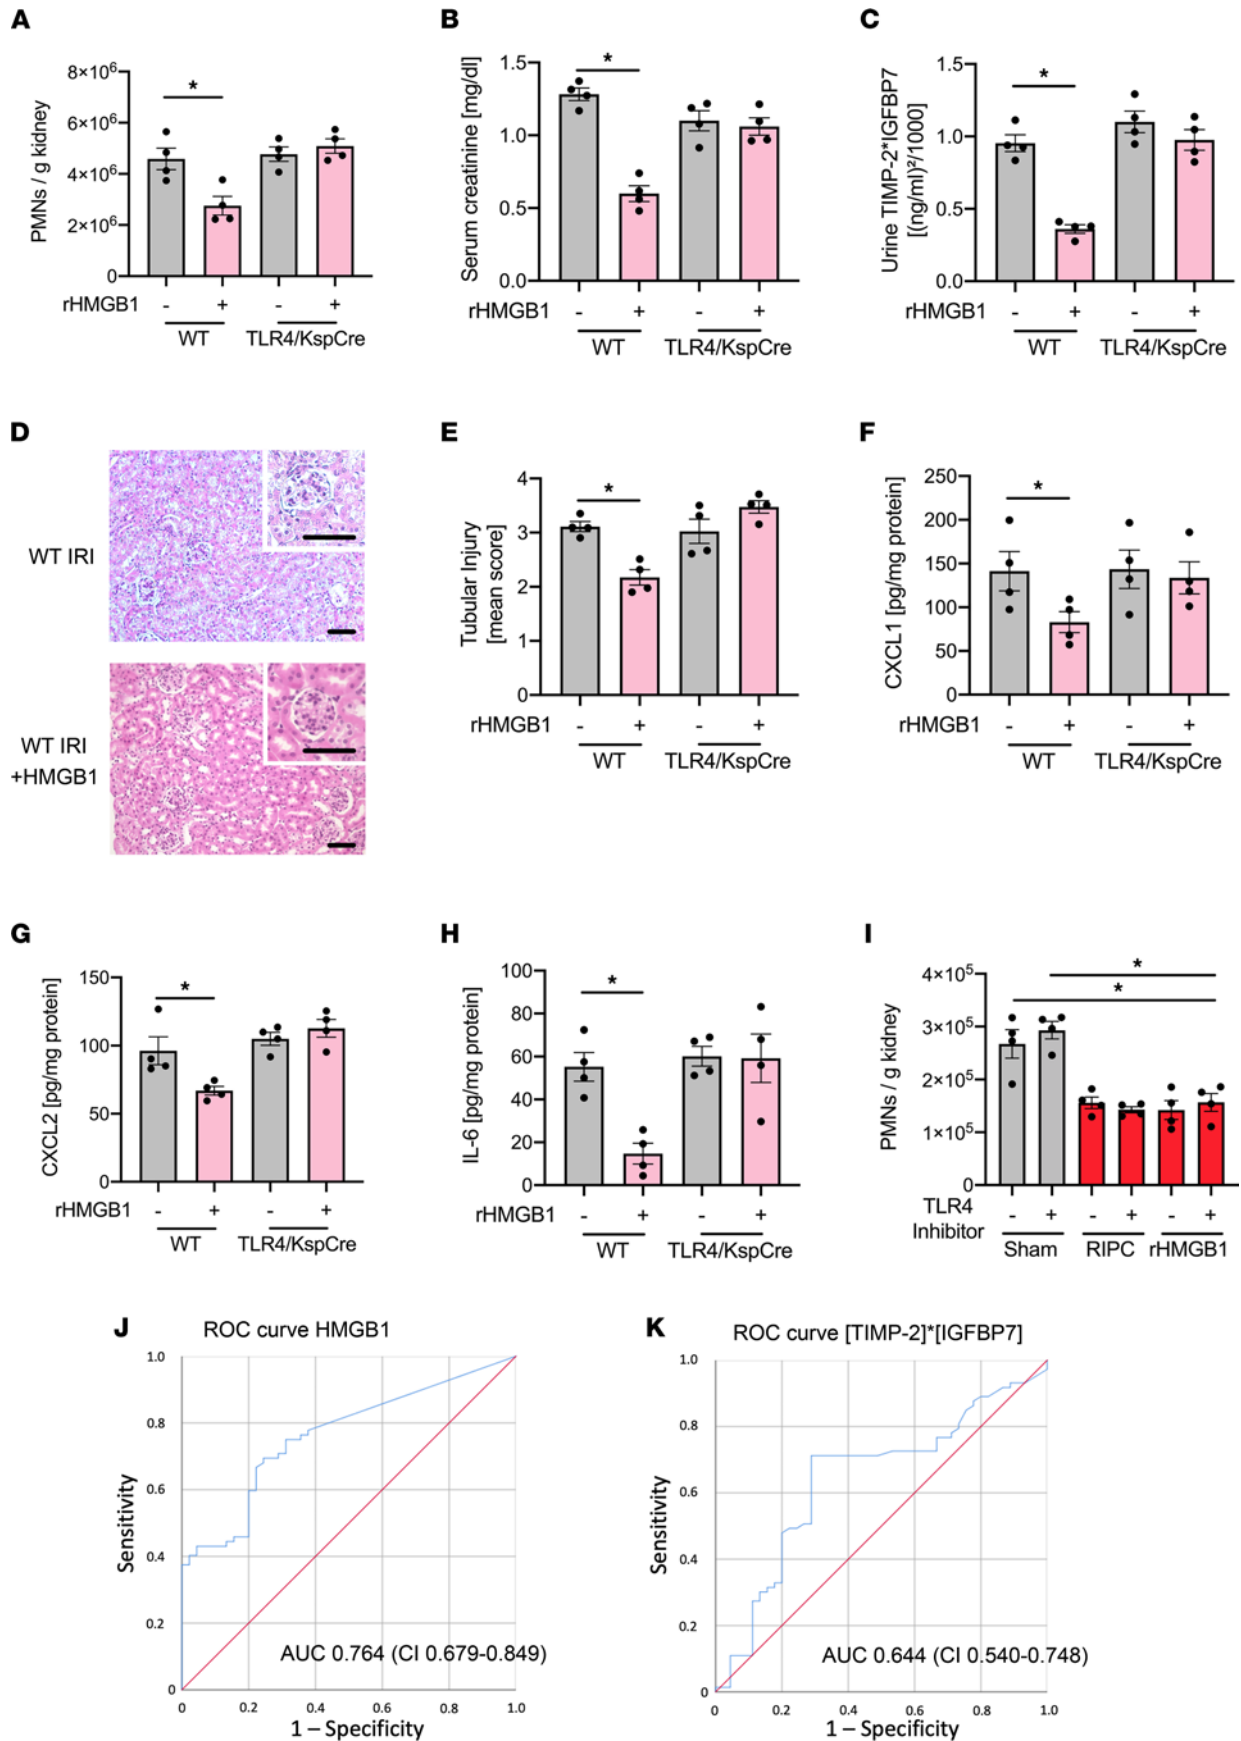 A
PMNs / g kidney
8×10⁶
6×10⁶
4×10⁶
2×10⁶
0
*
rHMGB1 - + - +
WT TLR4/KspCre
B
Serum creatinine [mg/dl]
1.5
1.0
0.5
0.0
*
rHMGB1 - + - +
WT TLR4/KspCre
C
Urine TIMP-2*IGFBP7
[(ng/ml)²/1000]
1.5
1.0
0.5
0.0
*
rHMGB1 - + - +
WT TLR4/KspCre
D
WT IRI
WT IRI
+HMGB1
E
Tubular Injury
[mean score]
4
3
2
1
0
*
rHMGB1 - + - +
WT TLR4/KspCre
F
CXCL1 [pg/mg protein]
250
200
150
100
50
0
*
rHMGB1 - + - +
WT TLR4/KspCre
G
CXCL2 [pg/mg protein]
150
100
50
0
*
rHMGB1 - + - +
WT TLR4/KspCre
H
IL-6 [pg/mg protein]
100
80
60
40
20
0
*
rHMGB1 - + - +
WT TLR4/KspCre
I
PMNs / g kidney
4×10⁵
3×10⁵
2×10⁵
1×10⁵
0
*
*
TLR4
Inhibitor - + - + - +
Sham RIPC rHMGB1
J
ROC curve HMGB1
Sensitivity
1.0
0.8
0.6
0.4
0.2
0
AUC 0.764 (CI 0.679-0.849)
0 0.2 0.4 0.6 0.8 1.0
1 – Specificity
K
ROC curve [TIMP-2]*[IGFBP7]
Sensitivity
1.0
0.8
0.6
0.4
0.2
0
AUC 0.644 (CI 0.540-0.748)
0 0.2 0.4 0.6 0.8 1.0
1 – Specificity